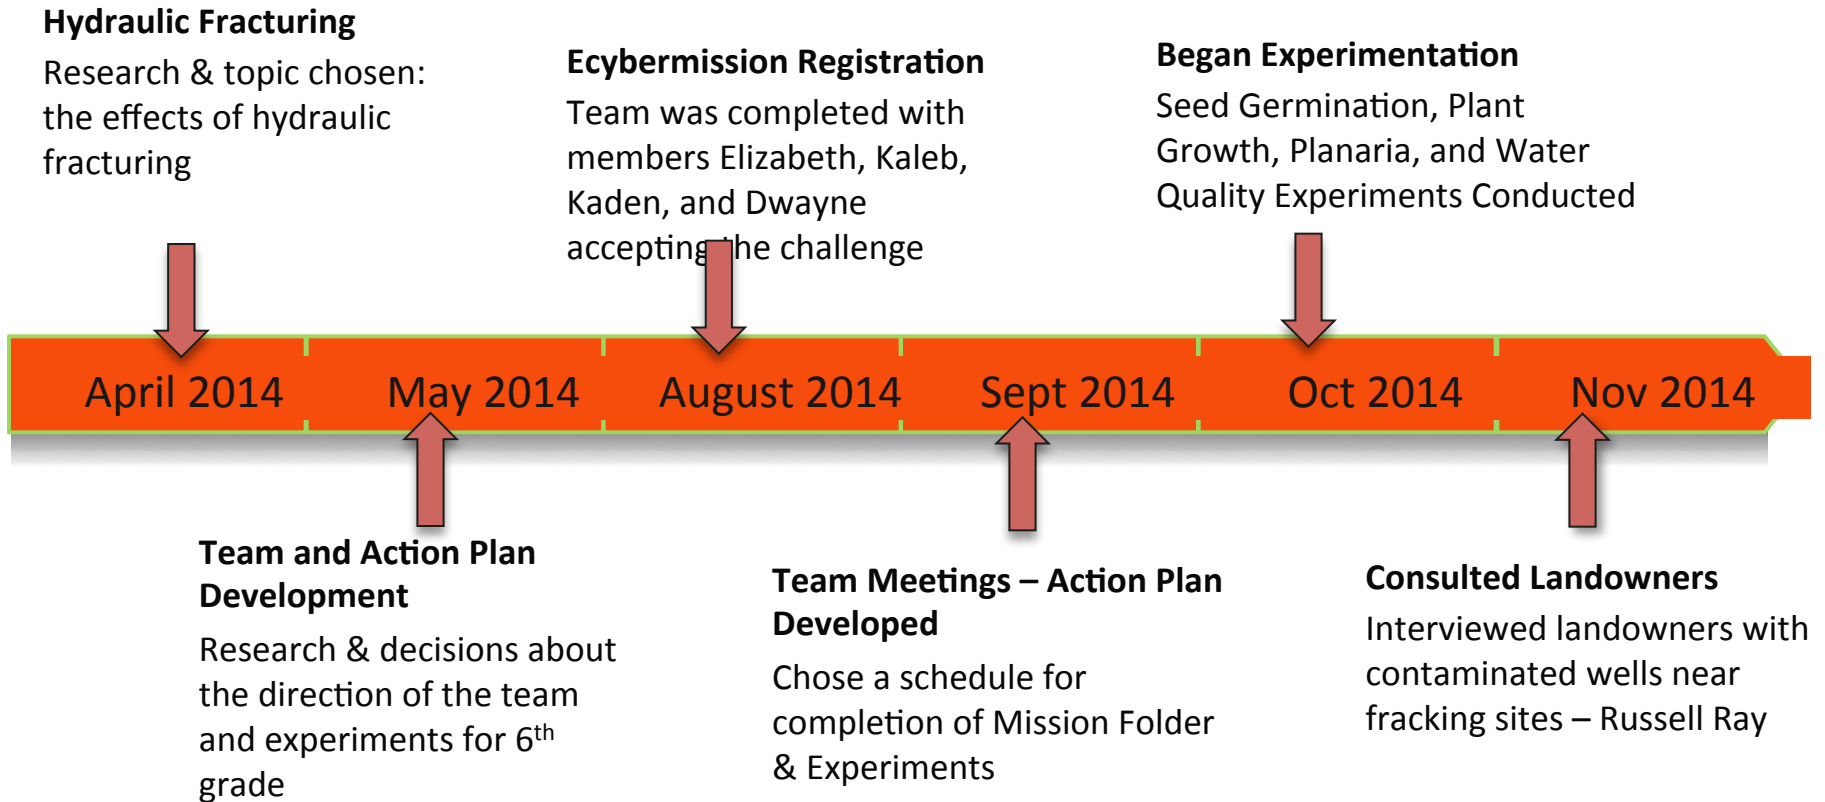 Hydraulic Fracturing
Research & topic chosen:
the effects of hydraulic
fracturing
Ecybermission Registration
Team was completed with
members Elizabeth, Kaleb,
Kaden, and Dwayne
accepting the challenge
Began Experimentation
Seed Germination, Plant
Growth, Planaria, and Water
Quality Experiments Conducted
April 2014
May 2014
August 2014
Sept 2014
Oct 2014
Nov 2014
Team and Action Plan
Development
Research & decisions about
the direction of the team
and experiments for 6th
grade
Team Meetings – Action Plan
Developed
Chose a schedule for
completion of Mission Folder
& Experiments
Consulted Landowners
Interviewed landowners with
contaminated wells near
fracking sites – Russell Ray